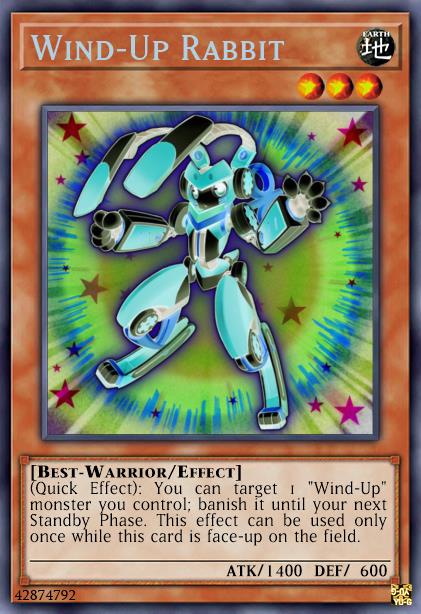 WIND-UP RABBIT
EARTH
地
[BEST-WARRIOR/EFFECT]
(Quick Effect): You can target 1 "Wind-Up"
monster you control; banish it until your next
Standby Phase. This effect can be used only
once while this card is face-up on the field.
ATK/1400 DEF/ 600
42874792